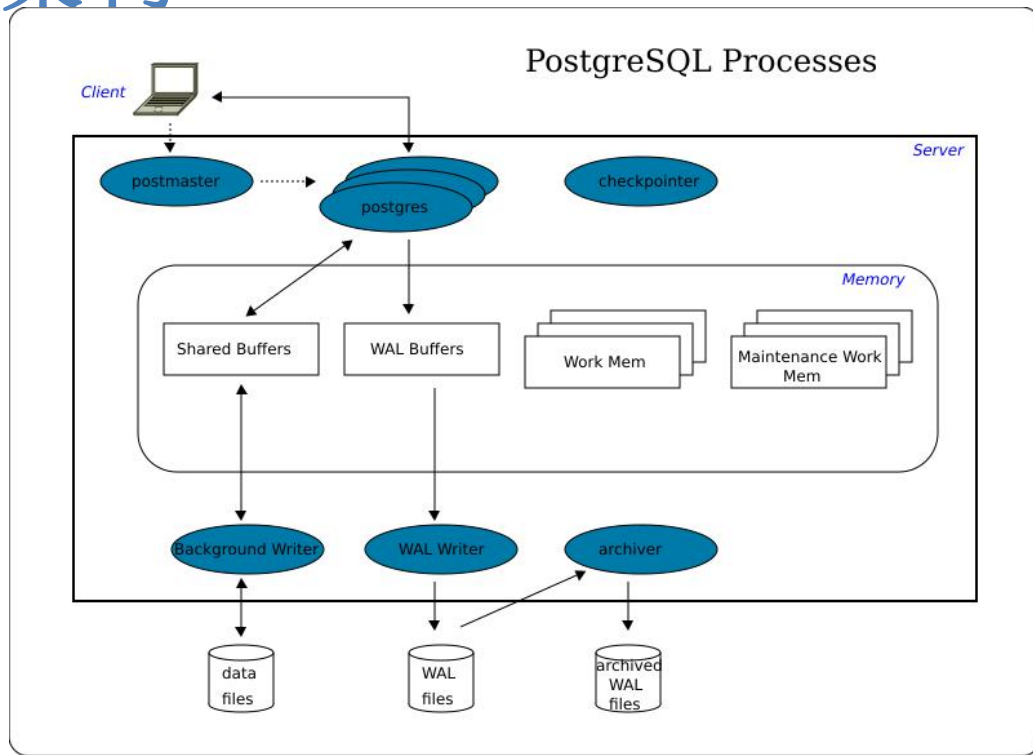 PostgreSQL Processes
Client
Server
postmaster
checkpointer
postgres
Memory
Shared Buffers
WAL Buffers
Work Mem
Maintenance Work
Mem
Background Writer
WAL Writer
archiver
data
files
WAL
files
archived
WAL
files